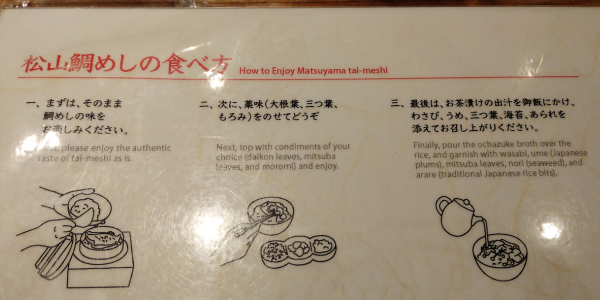 松山鯛めしの食べ方 How to Enjoy Matsuyama tai-meshi
一、まずは、そのまま
鯛めしの味を
お楽しみください。
please enjoy the authentic
taste of tai-meshi as is.
二、次に、薬味(大根葉、三つ葉、
もろみ)をのせてどうぞ
Next, top with condiments of your
choice (daikon leaves, mitsuba
leaves, and moromi) and enjoy.
三、最後は、お茶漬けの出汁を御飯にかけ、
わさび、うめ、三つ葉、海苔、あられを
添えてお召し上がりください。
Finally, pour the ochazuke broth over the
rice, and garnish with wasabi, ume (Japanese
plums), mitsuba leaves, nori (seaweed), and
arare (traditional Japanese rice bits).